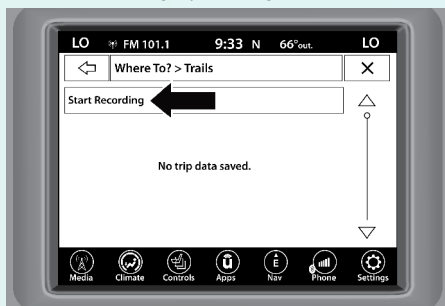 LO FM 101.1 9:33 N 66°out. LO
Where To? > Trails
Start Recording
No trip data saved.
ū E
Media Climate Controls Apps Nav Phone Settings